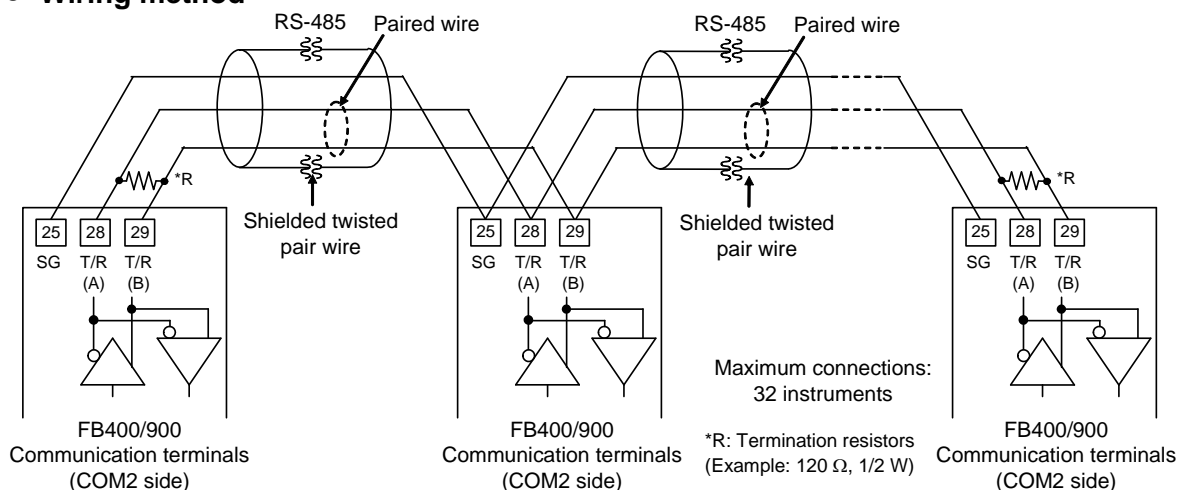 Wiring method
RS-485
Paired wire
RS-485
Paired wire
*R
*R
Shielded twisted
pair wire
Shielded twisted
pair wire
25 28 29
SG T/R T/R
(A) (B)
25 28 29
SG T/R T/R
(A) (B)
25 28 29
SG T/R T/R
(A) (B)
Maximum connections:
32 instruments
*R: Termination resistors
(Example: 120 Ω, 1/2 W)
FB400/900
Communication terminals
(COM2 side)
FB400/900
Communication terminals
(COM2 side)
FB400/900
Communication terminals
(COM2 side)